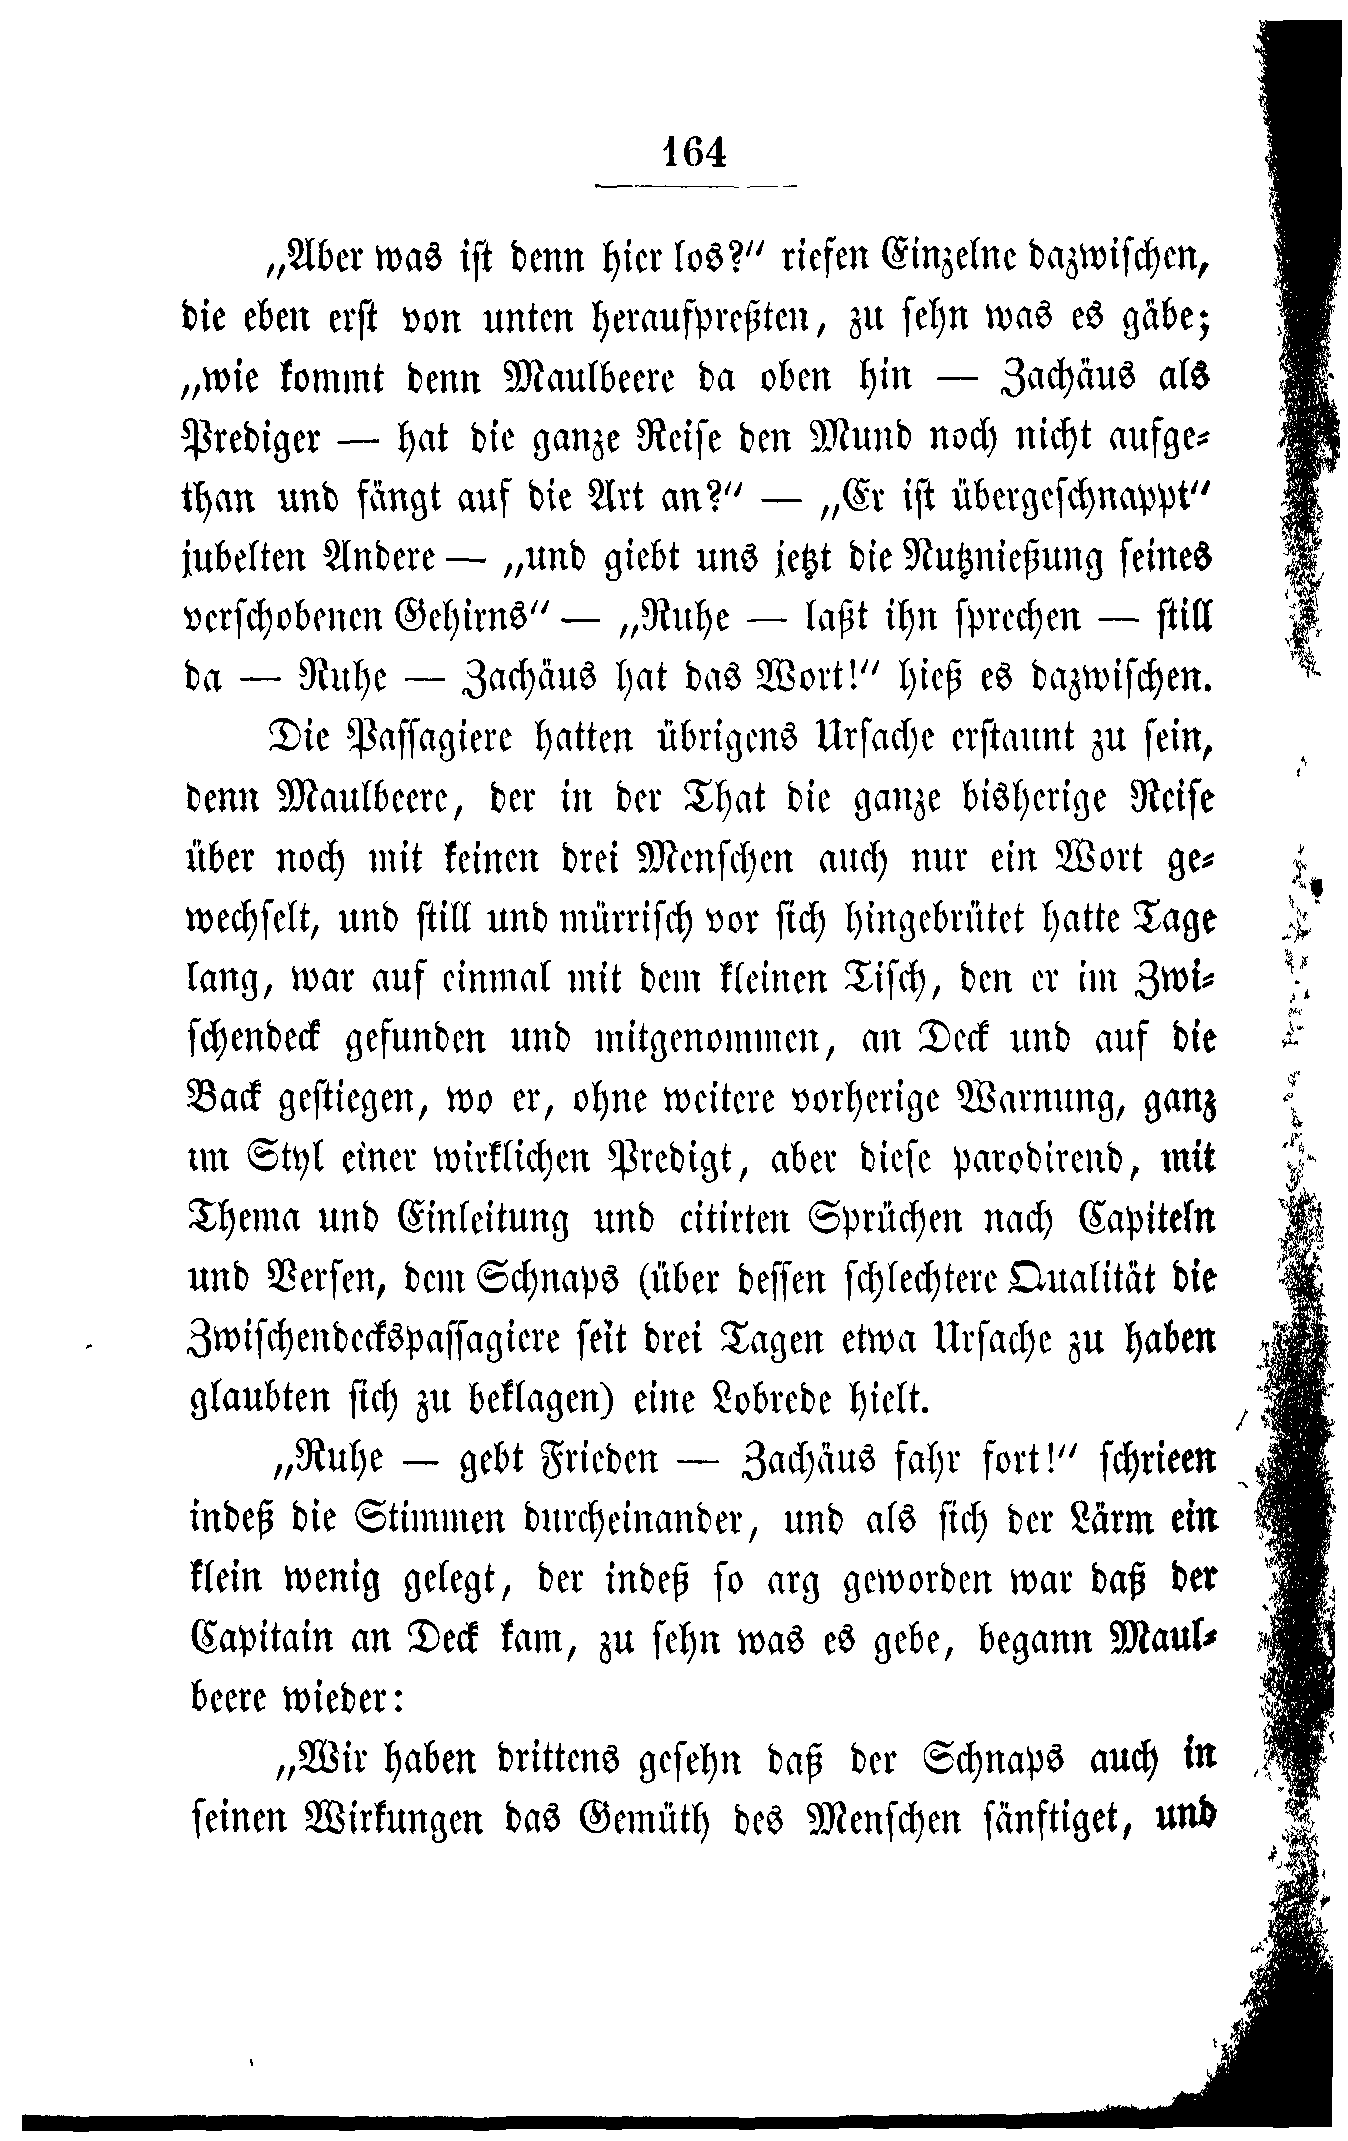 164
„Aber was ist denn hier los?“ riefen Einzelne dazwischen,
die eben erst von unten heraufpreßten, zu sehn was es gäbe;
„wie kommt denn Maulbeere da oben hin — Zachäus als
Prediger — hat die ganze Reise den Mund noch nicht aufge-
than und fängt auf die Art an?“ — „Er ist übergeschnappt“
jubelten Andere — „und giebt uns jetzt die Nutznießung seines
verschobenen Gehirns“ — „Ruhe — laßt ihn sprechen — still
da — Ruhe — Zachäus hat das Wort!“ hieß es dazwischen.
Die Passagiere hatten übrigens Ursache erstaunt zu sein,
denn Maulbeere, der in der That die ganze bisherige Reise
über noch mit keinen drei Menschen auch nur ein Wort ge-
wechselt, und still und mürrisch vor sich hingebrütet hatte Tage
lang, war auf einmal mit dem kleinen Tisch, den er im Zwi-
schendeck gefunden und mitgenommen, an Deck und auf die
Back gestiegen, wo er, ohne weitere vorherige Warnung, ganz
im Styl einer wirklichen Predigt, aber diese parodirend, mit
Thema und Einleitung und citirten Sprüchen nach Capiteln
und Versen, dem Schnaps (über dessen schlechtere Qualität die
Zwischendeckspassagiere seit drei Tagen etwa Ursache zu haben
glaubten sich zu beklagen) eine Lobrede hielt.
„Ruhe — gebt Frieden — Zachäus fahr fort!“ schrieen
indeß die Stimmen durcheinander, und als sich der Lärm ein
klein wenig gelegt, der indeß so arg geworden war daß der
Capitain an Deck kam, zu sehn was es gebe, begann Maul-
beere wieder:
„Wir haben drittens gesehn daß der Schnaps auch in
seinen Wirkungen das Gemüth des Menschen sänftiget, und